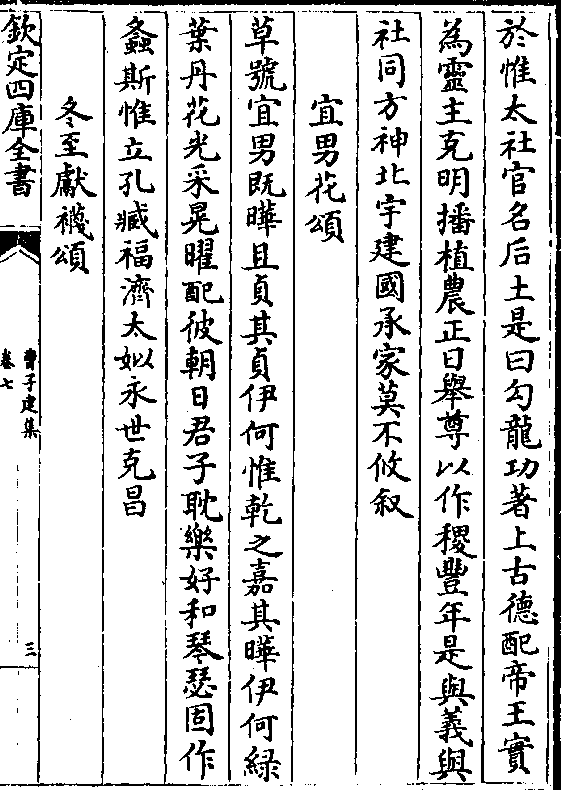 於惟太社官名后土是曰勾龍功著上古德配帝王實
為靈主克明播植農正曰舉尊以作稷豐年是與義與
社同方神北宇建國承家莫不攸叙
宜男花頌
草號宜男既曄且貞其貞伊何惟乾之嘉其曄伊何綠
葉丹花光采晃曜配彼朝日君子耽樂好和琴瑟固作
螽斯惟立孔臧福濟太姒永世克昌
冬至獻襪頌
欽定四庫全書
曹子建集
卷七
三